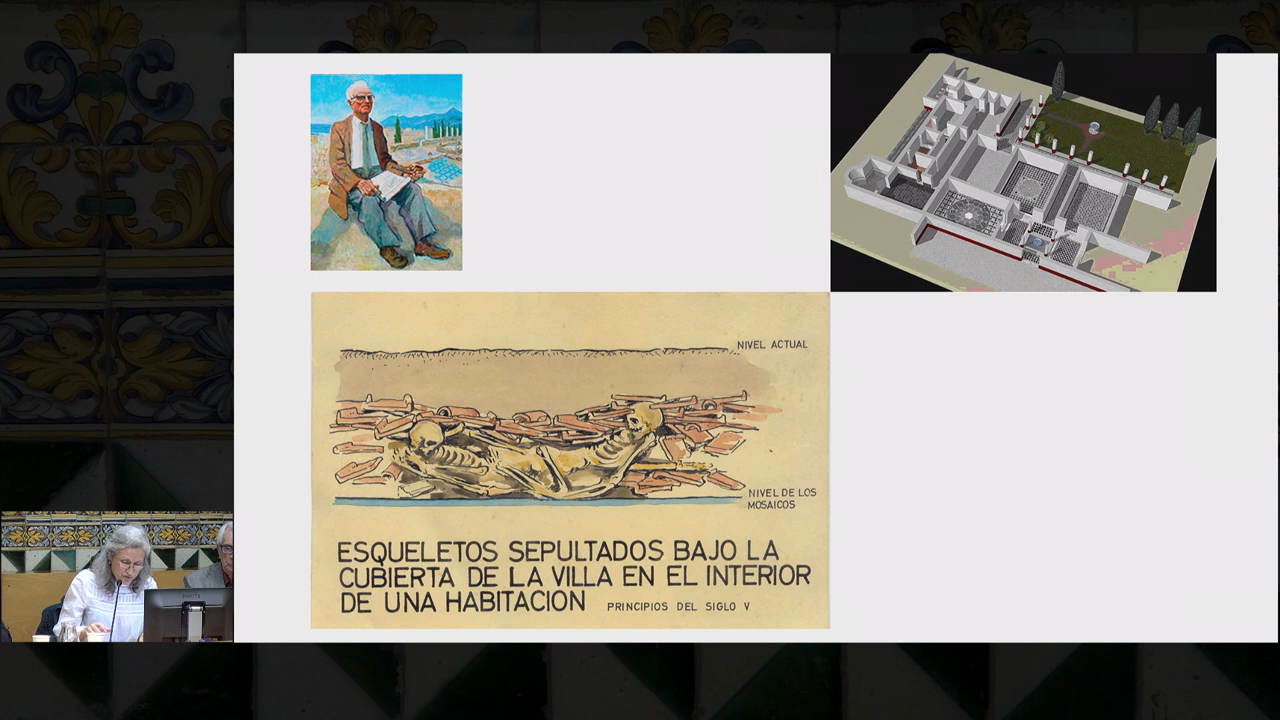 NIVEL ACTUAL
NIVEL DE LOS
MOSAICOS
ESQUELETOS SEPULTADOS BAJO LA
CUBIERTA DE LA VILLA EN EL INTERIOR
DE UNA HABITACION PRINCIPIOS DEL SIGLO V